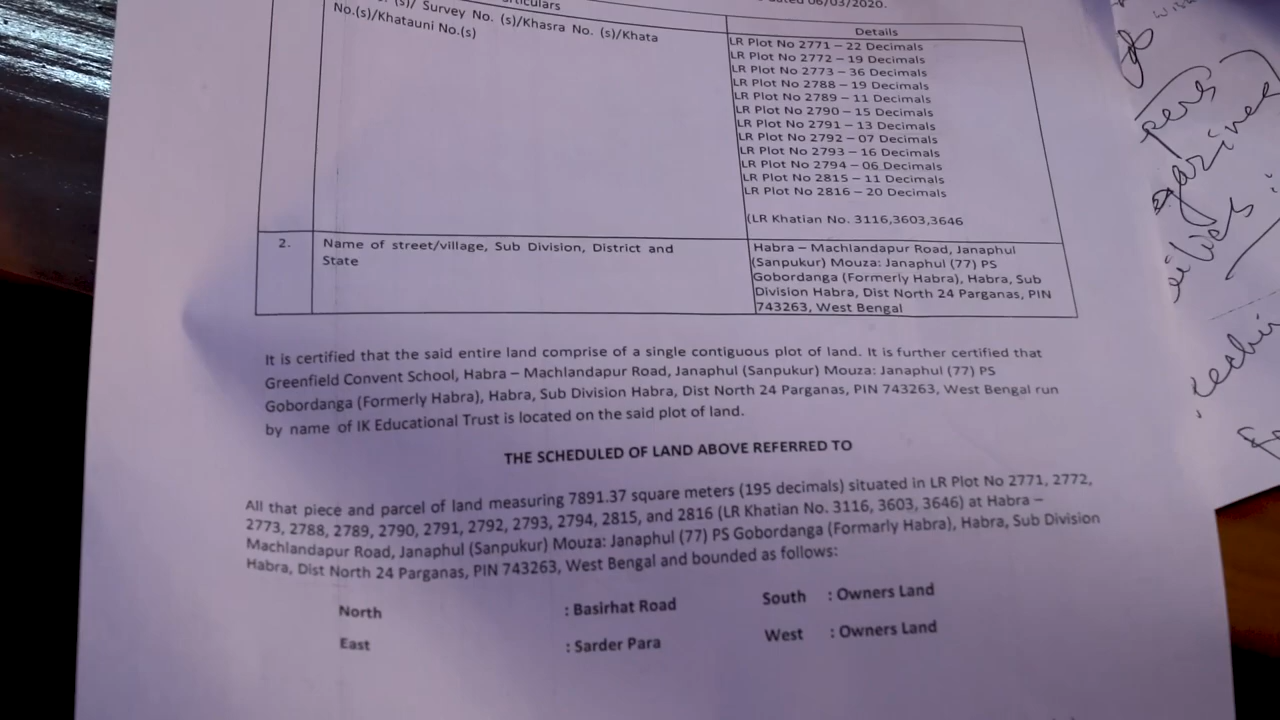 dated 06/03/2020.
Details
(s)/ Survey No. (s)/Khasra No. (s)/Khata
No.(s)/Khatauni No.(s)
LR Plot No 2771 – 22 Decimals
LR Plot No 2772 – 19 Decimals
LR Plot No 2773 – 36 Decimals
LR Plot No 2788 – 19 Decimals
LR Plot No 2789 – 11 Decimals
LR Plot No 2790 – 15 Decimals
LR Plot No 2791 – 13 Decimals
LR Plot No 2792 – 07 Decimals
LR Plot No 2793 – 16 Decimals
LR Plot No 2794 – 06 Decimals
LR Plot No 2815 – 11 Decimals
LR Plot No 2816 – 20 Decimals
(LR Khatian No. 3116,3603,3646
2.
Name of street/village, Sub Division, District and
State
Habra – Machlandapur Road, Janaphul
(Sanpukur) Mouza: Janaphul (77) PS
Gobordanga (Formerly Habra), Habra, Sub
Division Habra, Dist North 24 Parganas, PIN
743263, West Bengal
It is certified that the said entire land comprise of a single contiguous plot of land. It is further certified that
Greenfield Convent School, Habra – Machlandapur Road, Janaphul (Sanpukur) Mouza: Janaphul (77) PS
Gobordanga (Formerly Habra), Habra, Sub Division Habra, Dist North 24 Parganas, PIN 743263, West Bengal run
by name of IK Educational Trust is located on the said plot of land.
THE SCHEDULED OF LAND ABOVE REFERRED TO
All that piece and parcel of land measuring 7891.37 square meters (195 decimals) situated in LR Plot No 2771, 2772,
2773, 2788, 2789, 2790, 2791, 2792, 2793, 2794, 2815, and 2816 (LR Khatian No. 3116, 3603, 3646) at Habra –
Machlandapur Road, Janaphul (Sanpukur) Mouza: Janaphul (77) PS Gobordanga (Formarly Habra), Habra, Sub Division
Habra, Dist North 24 Parganas, PIN 743263, West Bengal and bounded as follows:
North : Basirhat Road South : Owners Land
East : Sarder Para West : Owners Land